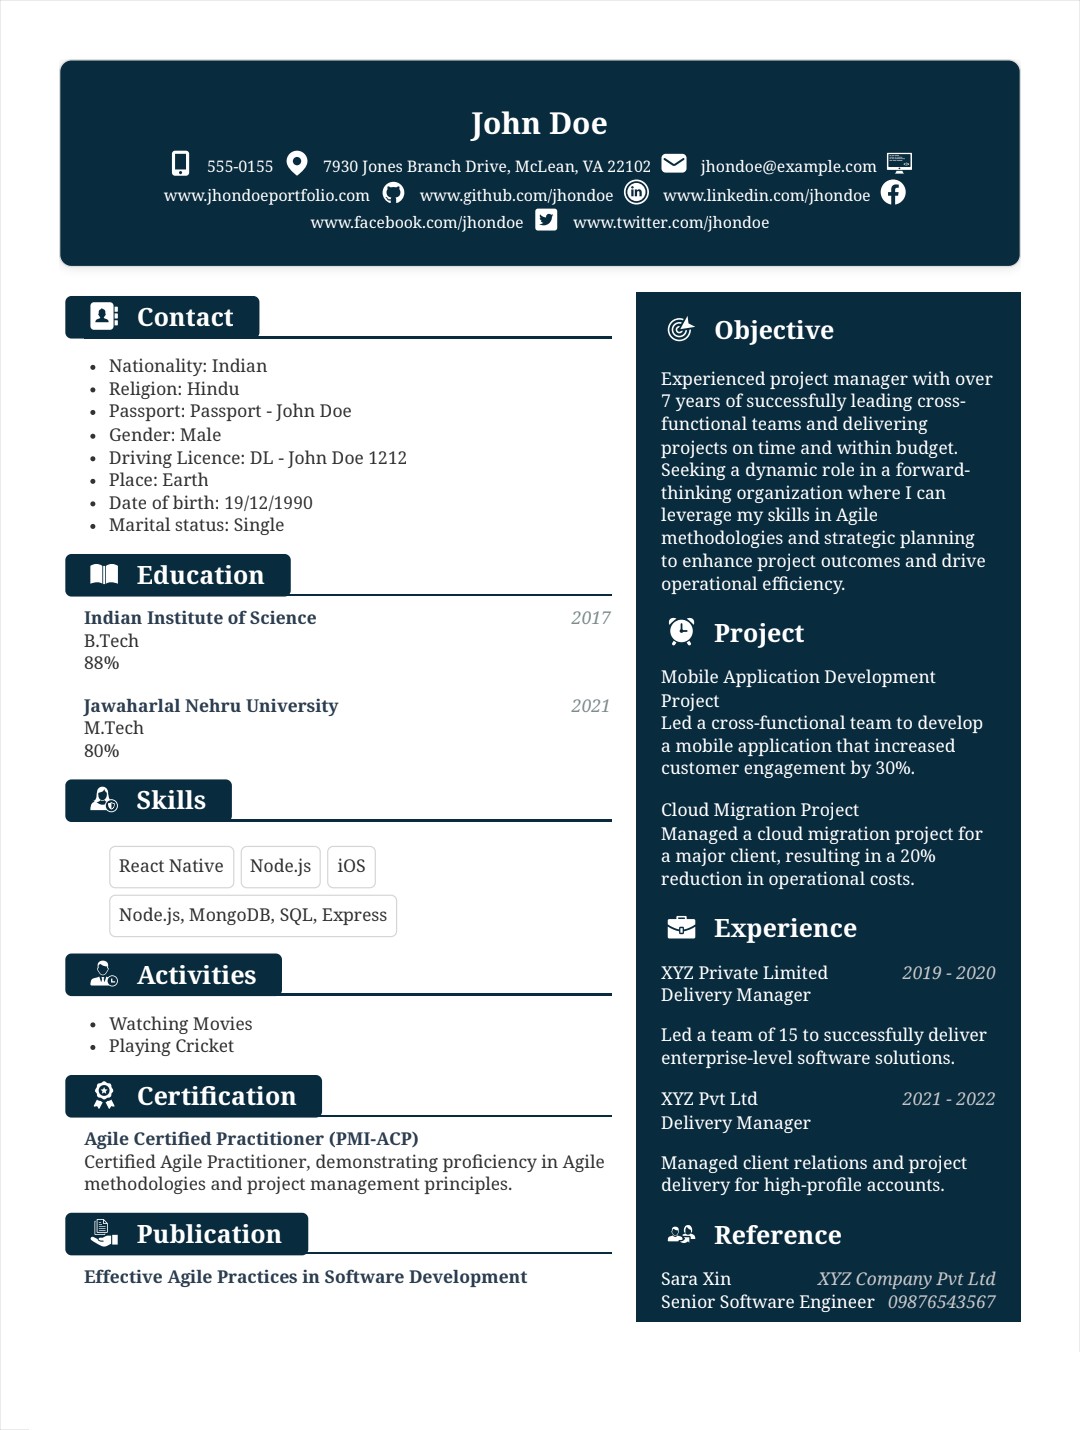 John Doe
555-0155 7930 Jones Branch Drive, McLean, VA 22102 jhondoe@example.com
www.jhondoeportfolio.com www.github.com/jhondoe www.linkedin.com/jhondoe
www.facebook.com/jhondoe www.twitter.com/jhondoe
Contact
• Nationality: Indian
• Religion: Hindu
• Passport: Passport - John Doe
• Gender: Male
• Driving Licence: DL - John Doe 1212
• Place: Earth
• Date of birth: 19/12/1990
• Marital status: Single
Education
Indian Institute of Science 2017
B.Tech
88%
Jawaharlal Nehru University 2021
M.Tech
80%
Skills
React Native Node.js iOS
Node.js, MongoDB, SQL, Express
Activities
• Watching Movies
• Playing Cricket
Certification
Agile Certified Practitioner (PMI-ACP)
Certified Agile Practitioner, demonstrating proficiency in Agile
methodologies and project management principles.
Publication
Effective Agile Practices in Software Development
Objective
Experienced project manager with over
7 years of successfully leading cross-
functional teams and delivering
projects on time and within budget.
Seeking a dynamic role in a forward-
thinking organization where I can
leverage my skills in Agile
methodologies and strategic planning
to enhance project outcomes and drive
operational efficiency.
Project
Mobile Application Development
Project
Led a cross-functional team to develop
a mobile application that increased
customer engagement by 30%.
Cloud Migration Project
Managed a cloud migration project for
a major client, resulting in a 20%
reduction in operational costs.
Experience
XYZ Private Limited 2019 - 2020
Delivery Manager
Led a team of 15 to successfully deliver
enterprise-level software solutions.
XYZ Pvt Ltd 2021 - 2022
Delivery Manager
Managed client relations and project
delivery for high-profile accounts.
Reference
Sara Xin XYZ Company Pvt Ltd
Senior Software Engineer 09876543567